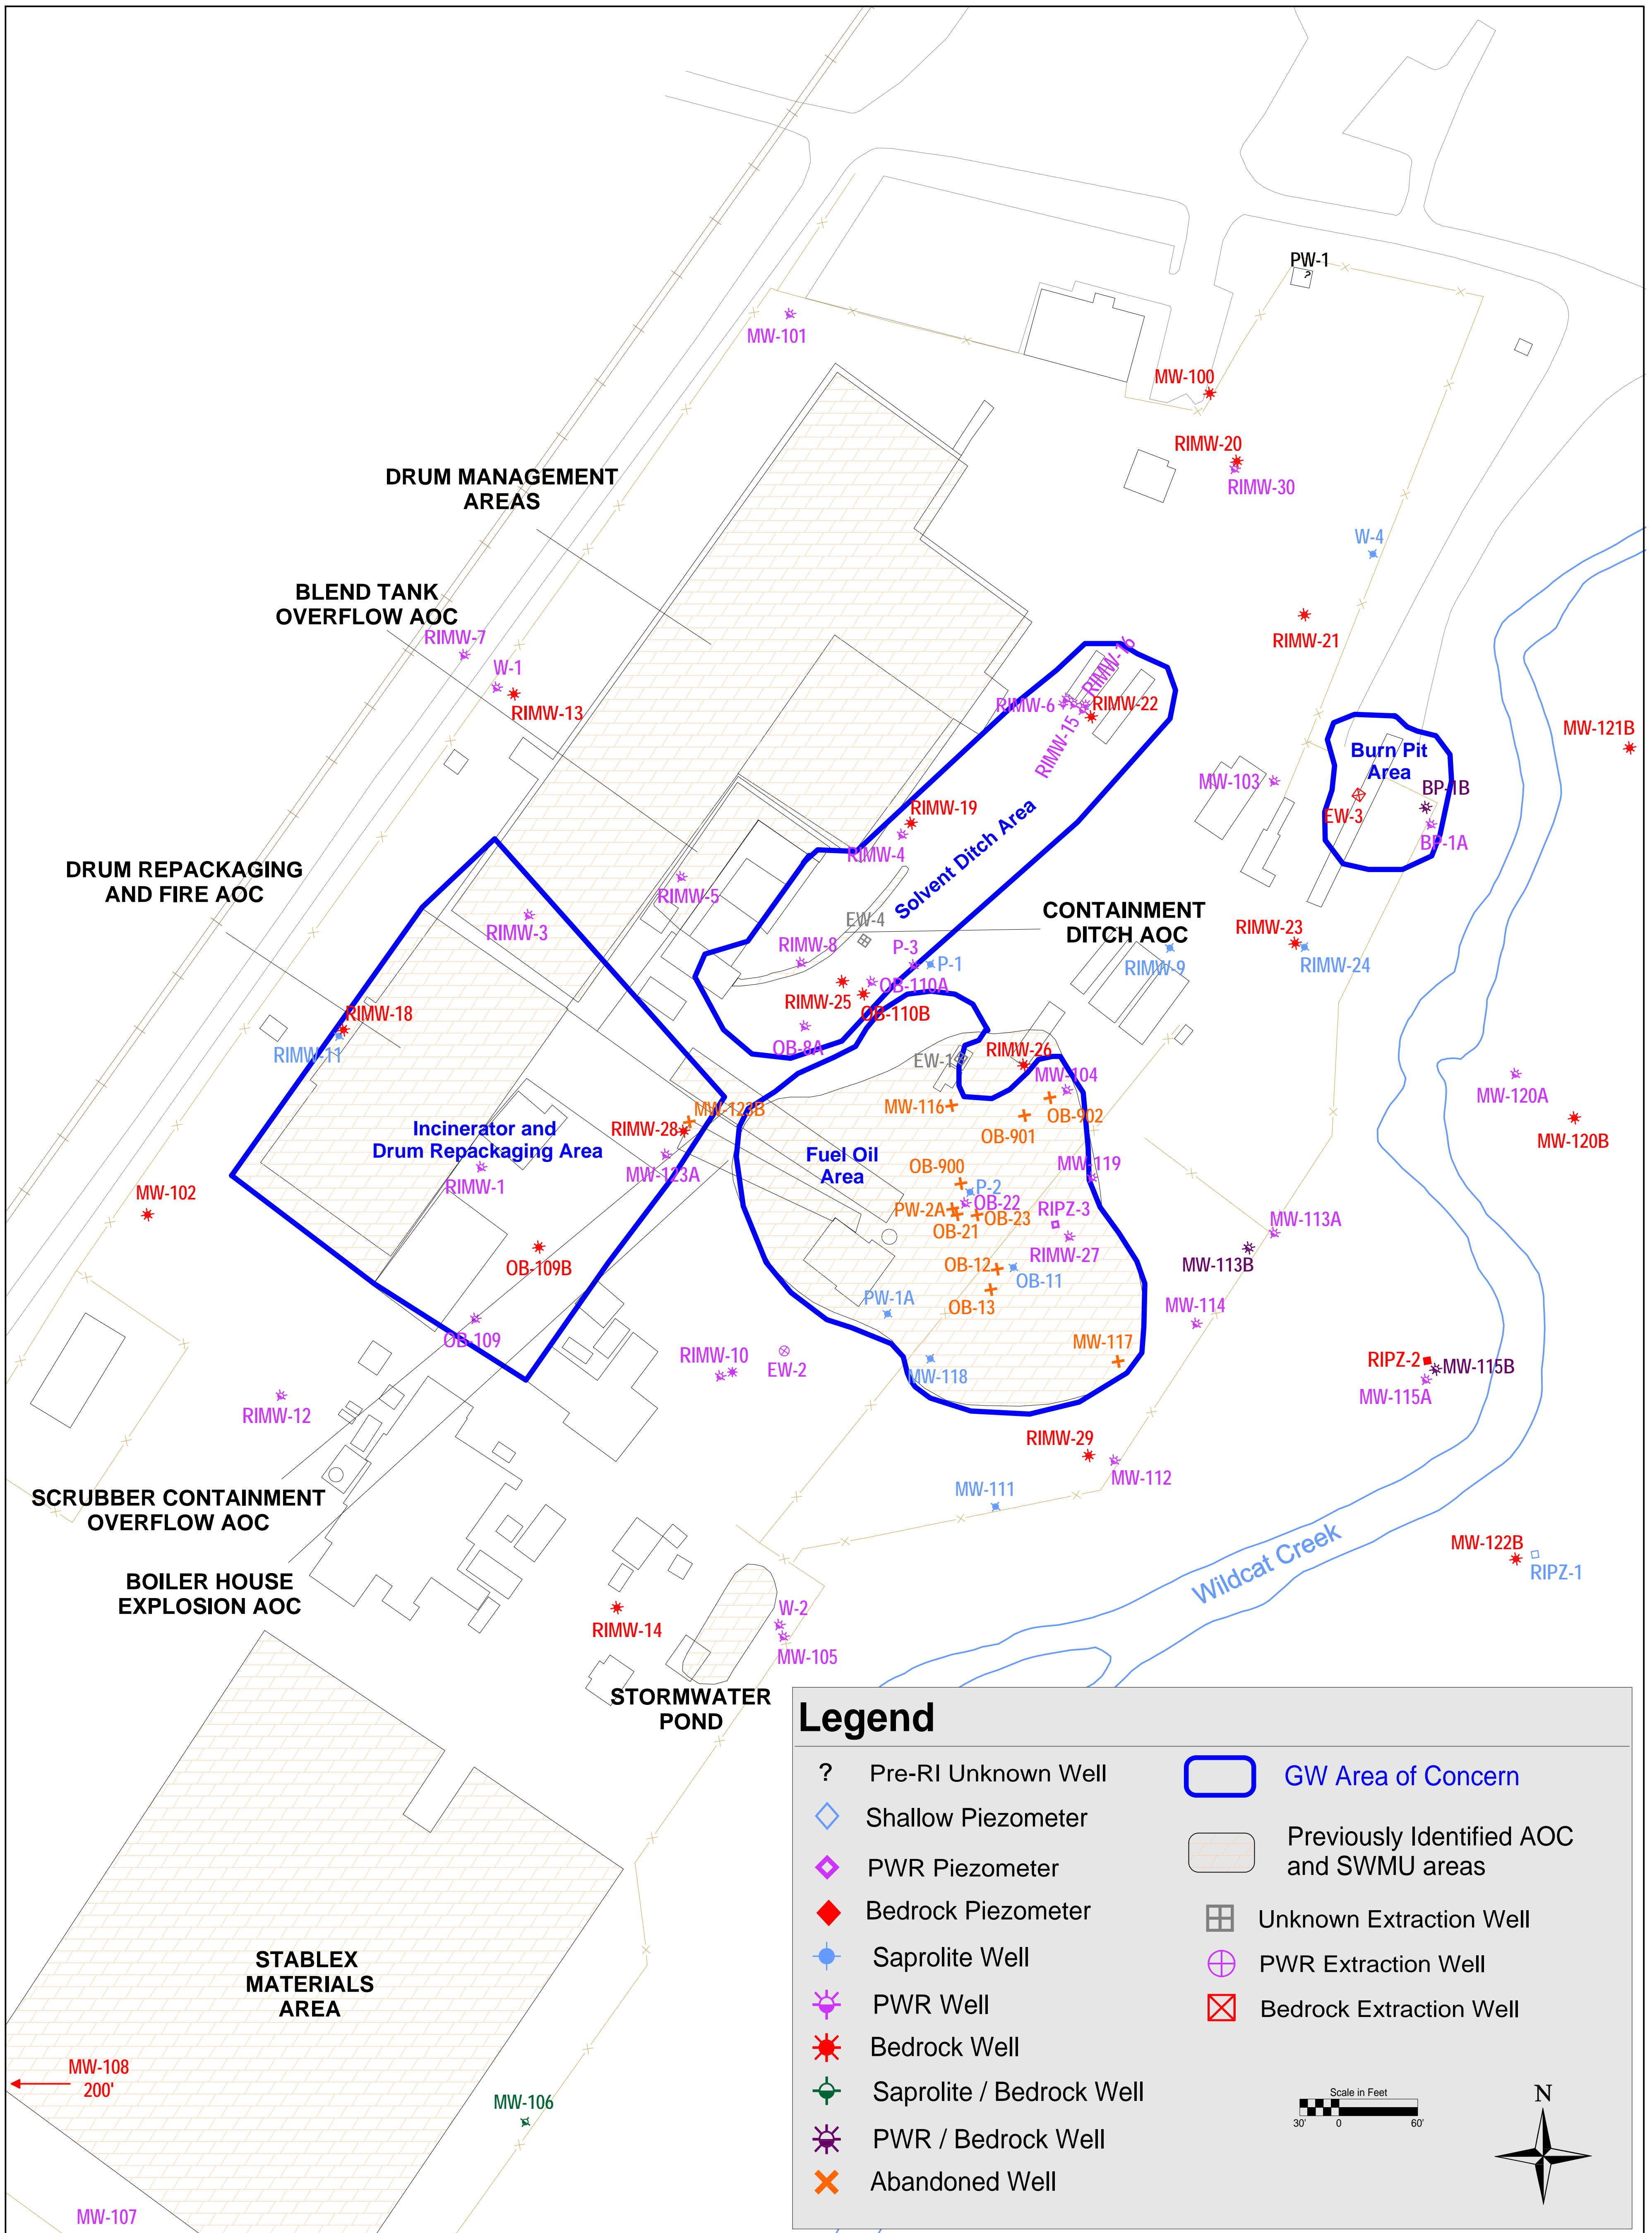 PW-1
MW-101
MW-100
RIMW-20
RIMW-30
DRUM MANAGEMENT
AREAS
W-4
BLEND TANK
OVERFLOW AOC
RIMW-7
W-1
RIMW-13
RIMW-21
RIMW-16
RIMW-6
RIMW-22
RIMW-15
MW-121B
Burn Pit
Area
MW-103
BP-1B
EW-3
BP-1A
RIMW-19
RIMW-4
Solvent Ditch Area
DRUM REPACKAGING
AND FIRE AOC
RIMW-5
RIMW-3
EW-4
CONTAINMENT
DITCH AOC
RIMW-8
P-3
P-1
RIMW-9
RIMW-23
RIMW-24
OB-110A
RIMW-25
OB-110B
RIMW-18
RIMW-11
OB-8A
EW-1
RIMW-26
MW-104
MW-120A
MW-116
OB-902
OB-901
MW-123B
RIMW-28
MW-120B
Incinerator and
Drum Repackaging Area
MW-123A
RIMW-1
Fuel Oil
Area
OB-900
MW-119
P-2
OB-22
PW-2A
OB-23
OB-21
RIPZ-3
RIMW-27
MW-102
MW-113A
MW-113B
OB-109B
OB-12
OB-11
OB-13
PW-1A
OB-109
MW-114
RIMW-10
EW-2
MW-118
MW-117
RIPZ-2
MW-115B
MW-115A
RIMW-12
RIMW-29
MW-112
SCRUBBER CONTAINMENT
OVERFLOW AOC
MW-111
Wildcat Creek
MW-122B
RIPZ-1
BOILER HOUSE
EXPLOSION AOC
RIMW-14
W-2
MW-105
STORMWATER
POND
STABLEX
MATERIALS
AREA
MW-108
200'
MW-106
MW-107
Legend
? Pre-RI Unknown Well
Shallow Piezometer
PWR Piezometer
Bedrock Piezometer
Saprolite Well
PWR Well
Bedrock Well
Saprolite / Bedrock Well
PWR / Bedrock Well
Abandoned Well
GW Area of Concern
Previously Identified AOC
and SWMU areas
Unknown Extraction Well
PWR Extraction Well
Bedrock Extraction Well
Scale in Feet
30' 0 60'
N